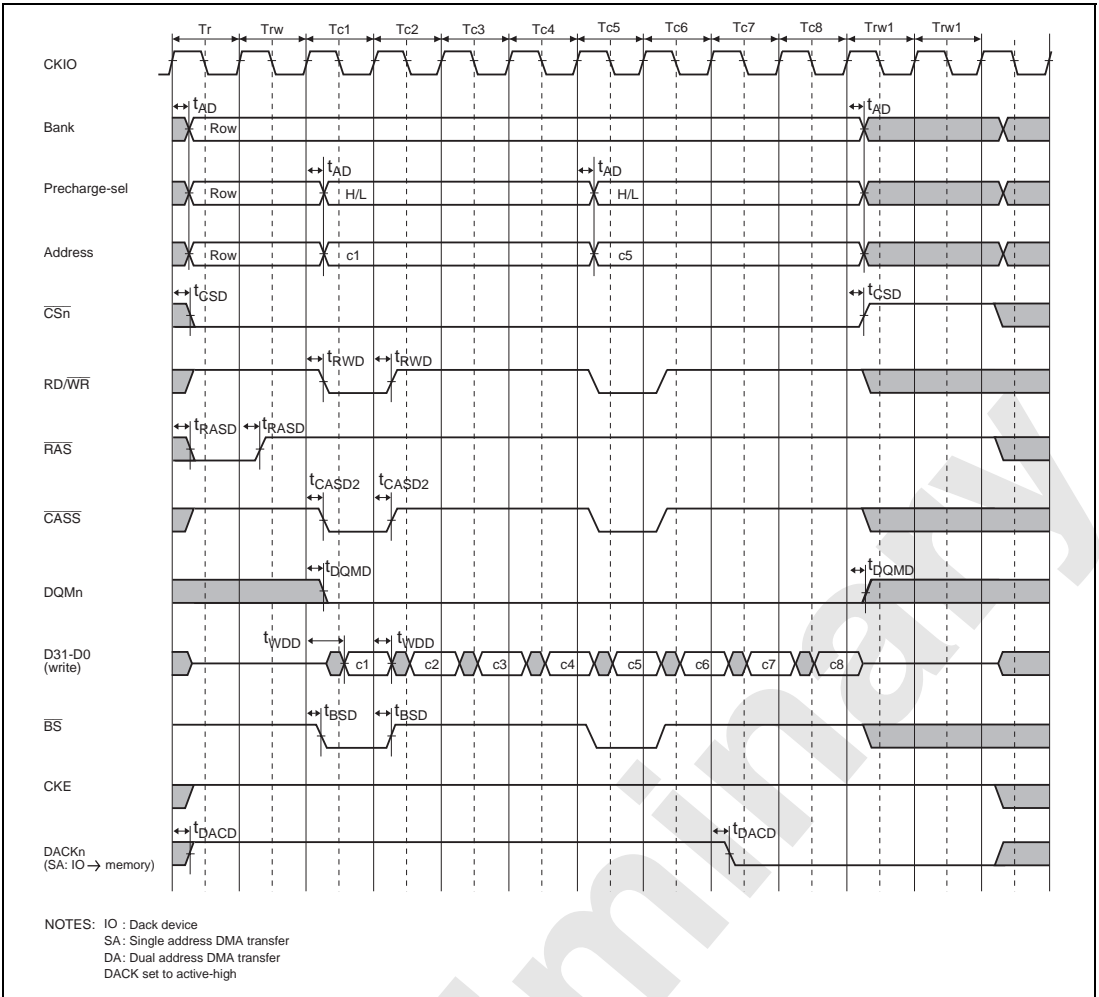 Tr Trw Tc1 Tc2 Tc3 Tc4 Tc5 Tc6 Tc7 Tc8 Trw1 Trw1
CKIO
tAD tAD
Bank Row
tAD tAD
Precharge-sel Row H/L H/L
Address Row c1 c5
tCSD tCSD
CSn
tRWD tRWD
RD/WR
tRASD tRASD
RAS
tCASD2 tCASD2
CASS
tDQMD tDQMD
DQMn
tWDD tWDD
D31-D0 c1 c2 c3 c4 c5 c6 c7 c8
(write)
tBSD tBSD
BS
CKE
tDACD tDACD
DACKn
(SA: IO → memory)
NOTES: IO : Dack device
SA : Single address DMA transfer
DA : Dual address DMA transfer
DACK set to active-high